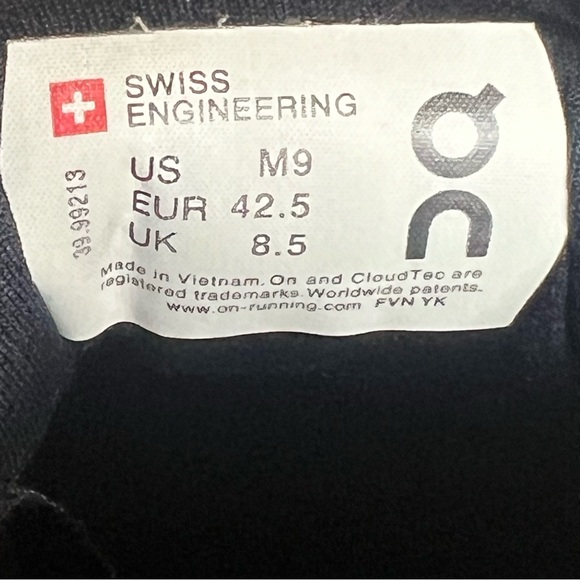 SWISS
ENGINEERING
US M9
EUR 42.5
UK 8.5
39.99213
Made in Vietnam. On and CloudTec are
registered trademarks. Worldwide patents.
www.on-running.com FVN YK
On